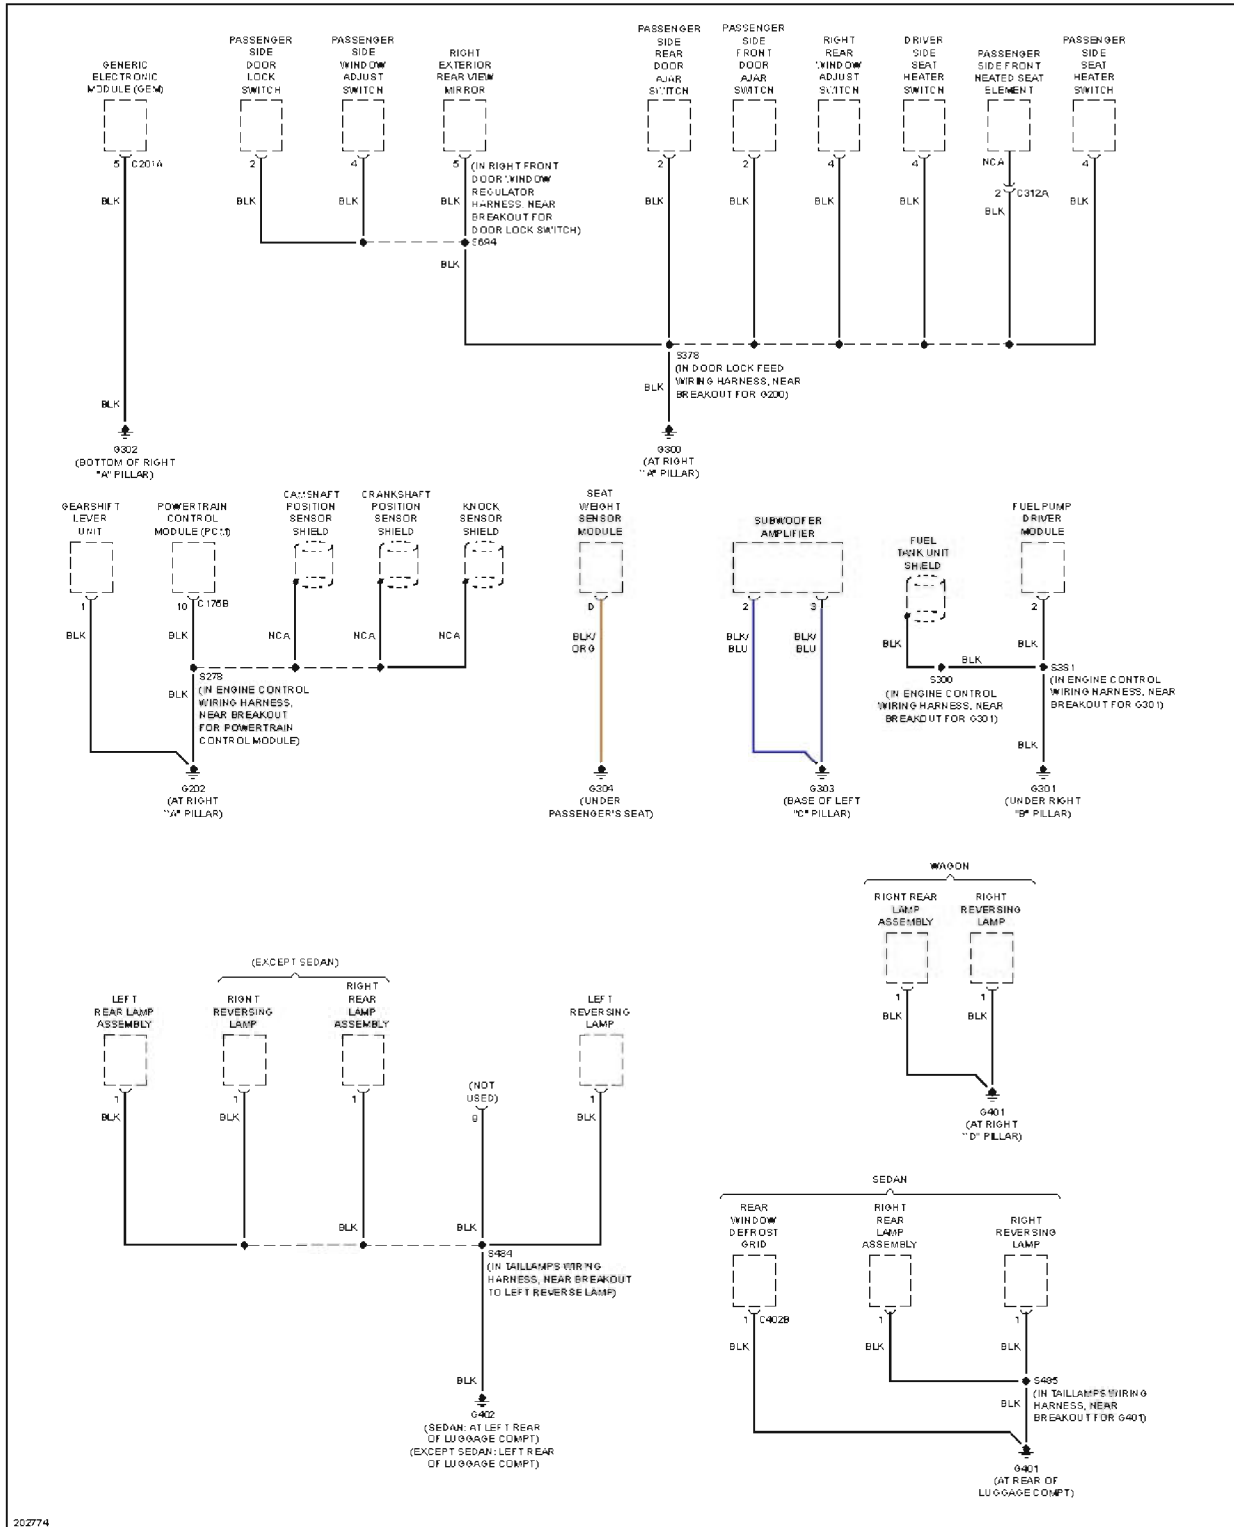 GENERIC
ELECTRONIC
MODULE (GEM)
PASSENGER
SIDE
DOOR
LOCK
SWITCH
PASSENGER
SIDE
WINDOW
ADJUST
SWITCH
RIGHT
EXTERIOR
REAR VIEW
MIRROR
PASSENGER
SIDE
REAR
DOOR
AJAR
SWITCH
PASSENGER
SIDE
FRONT
DOOR
AJAR
SWITCH
RIGHT
REAR
WINDOW
ADJUST
SWITCH
DRIVER
SIDE
SEAT
HEATER
SWITCH
PASSENGER
SIDE FRONT
HEATED SEAT
ELEMENT
PASSENGER
SIDE
SEAT
HEATER
SWITCH
5 C201A
2
4
5
2
2
4
4
NCA
4
(IN RIGHT FRONT
DOOR WINDOW
REGULATOR
HARNESS, NEAR
BREAKOUT FOR
DOOR LOCK SWITCH)
S694
2 C312A
BLK
BLK
BLK
BLK
BLK
BLK
BLK
BLK
BLK
BLK
BLK
S378
(IN DOOR LOCK FEED
WIRING HARNESS, NEAR
BREAKOUT FOR G200)
BLK
BLK
G302
(BOTTOM OF RIGHT
"A" PILLAR)
G300
(AT RIGHT
"A" PILLAR)
GEARSHIFT
LEVER
UNIT
POWERTRAIN
CONTROL
MODULE (PCM)
CAMSHAFT
POSITION
SENSOR
SHIELD
CRANKSHAFT
POSITION
SENSOR
SHIELD
KNOCK
SENSOR
SHIELD
SEAT
WEIGHT
SENSOR
MODULE
SUBWOOFER
AMPLIFIER
FUEL
TANK UNIT
SHIELD
FUEL PUMP
DRIVER
MODULE
1
10 C175B
D
2
3
2
BLK
BLK
NCA
NCA
NCA
BLK/
ORG
BLK/
BLU
BLK/
BLU
BLK
BLK
BLK
S278
(IN ENGINE CONTROL
WIRING HARNESS,
NEAR BREAKOUT
FOR POWERTRAIN
CONTROL MODULE)
BLK
S300
(IN ENGINE CONTROL
WIRING HARNESS, NEAR
BREAKOUT FOR G301)
S381
(IN ENGINE CONTROL
WIRING HARNESS, NEAR
BREAKOUT FOR G301)
BLK
G202
(AT RIGHT
"A" PILLAR)
G304
(UNDER
PASSENGER'S SEAT)
G303
(BASE OF LEFT
"C" PILLAR)
G301
(UNDER RIGHT
"B" PILLAR)
WAGON
RIGHT REAR
LAMP
ASSEMBLY
RIGHT
REVERSING
LAMP
1
1
BLK
BLK
G401
(AT RIGHT
"D" PILLAR)
(EXCEPT SEDAN)
LEFT
REAR LAMP
ASSEMBLY
RIGHT
REVERSING
LAMP
RIGHT
REAR
LAMP
ASSEMBLY
LEFT
REVERSING
LAMP
(NOT
USED)
1
1
1
8
1
BLK
BLK
BLK
BLK
BLK
S484
(IN TAILLAMPS WIRING
HARNESS, NEAR BREAKOUT
TO LEFT REVERSE LAMP)
BLK
G402
(SEDAN: AT LEFT REAR
OF LUGGAGE COMPT)
(EXCEPT SEDAN: LEFT REAR
OF LUGGAGE COMPT)
SEDAN
REAR
WINDOW
DEFROST
GRID
RIGHT
REAR
LAMP
ASSEMBLY
RIGHT
REVERSING
LAMP
1 C402B
1
1
BLK
BLK
BLK
S485
(IN TAILLAMPS WIRING
HARNESS, NEAR
BREAKOUT FOR G401)
BLK
G401
(AT REAR OF
LUGGAGE COMPT)
202774